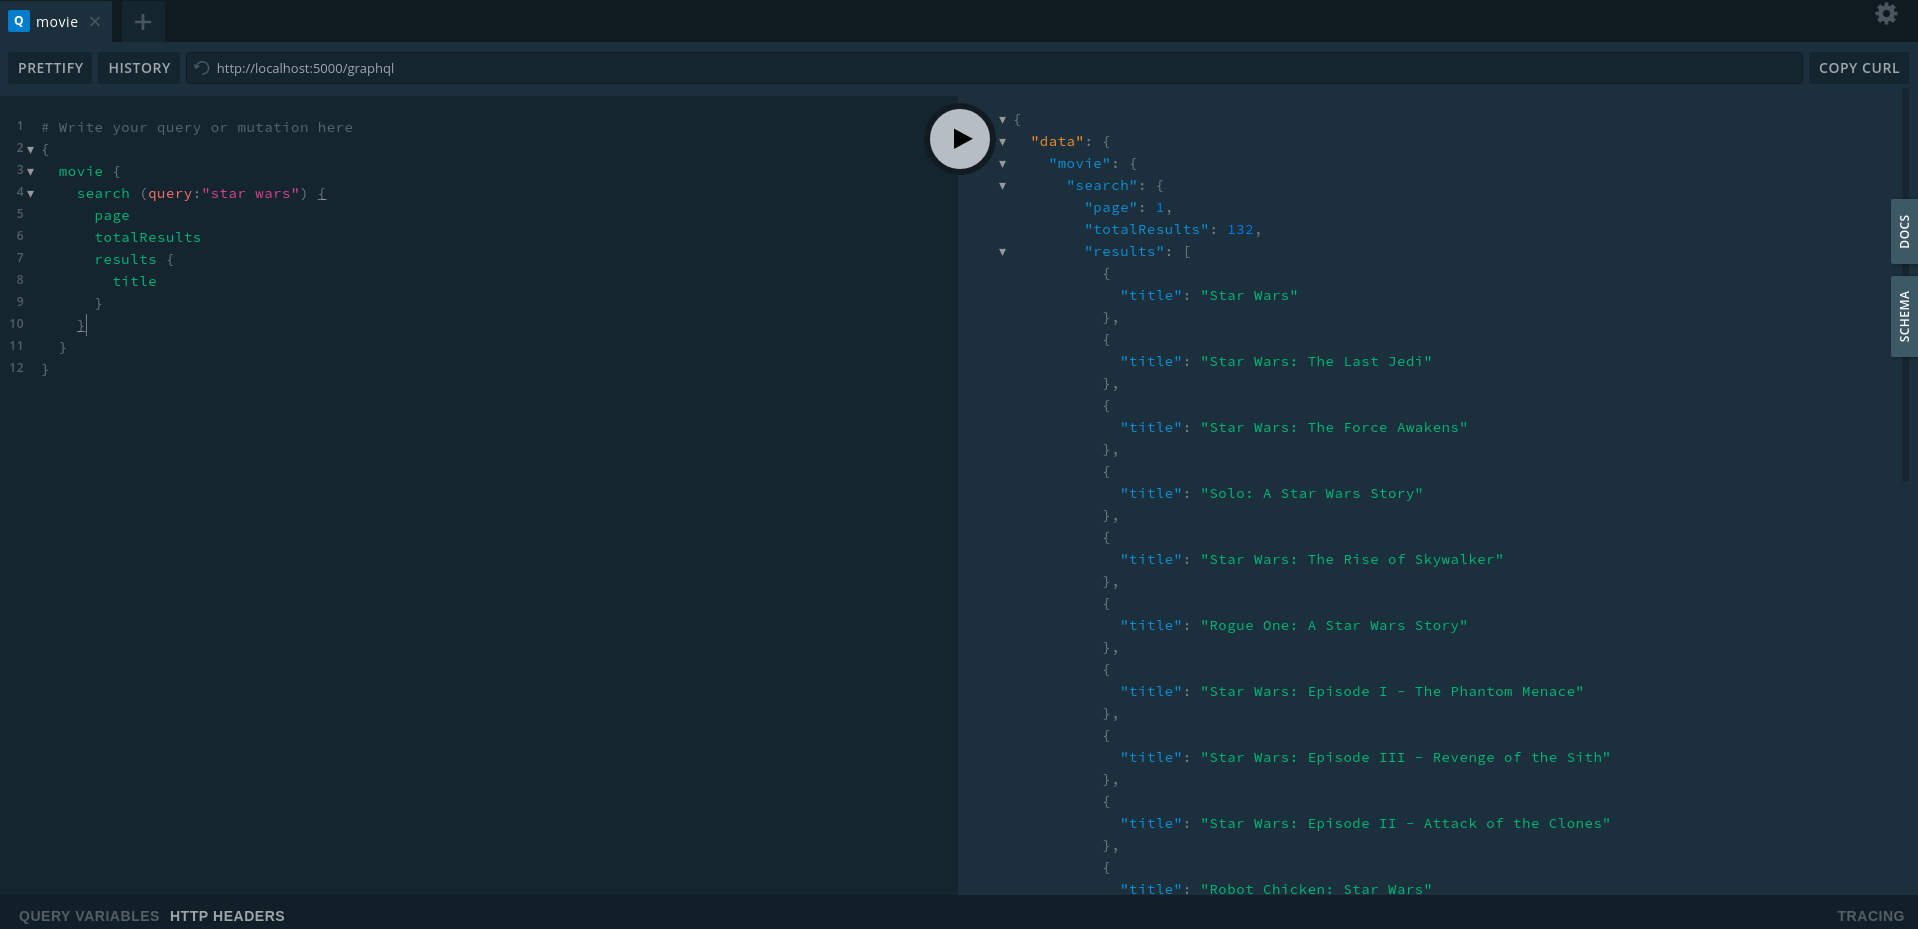 Q movie
PRETTIFY HISTORY http://localhost:5000/graphql COPY CURL
1 # Write your query or mutation here
2 {
3 movie {
4 search (query:"star wars") {
5 page
6 totalResults
7 results {
8 title
9 }
10 }
11 }
12 }
{
"data": {
"movie": {
"search": {
"page": 1,
"totalResults": 132,
"results": [
{
"title": "Star Wars"
},
{
"title": "Star Wars: The Last Jedi"
},
{
"title": "Star Wars: The Force Awakens"
},
{
"title": "Solo: A Star Wars Story"
},
{
"title": "Star Wars: The Rise of Skywalker"
},
{
"title": "Rogue One: A Star Wars Story"
},
{
"title": "Star Wars: Episode I - The Phantom Menace"
},
{
"title": "Star Wars: Episode III - Revenge of the Sith"
},
{
"title": "Star Wars: Episode II - Attack of the Clones"
},
{
"title": "Robot Chicken: Star Wars"
DOCS
SCHEMA
QUERY VARIABLES HTTP HEADERS TRACING